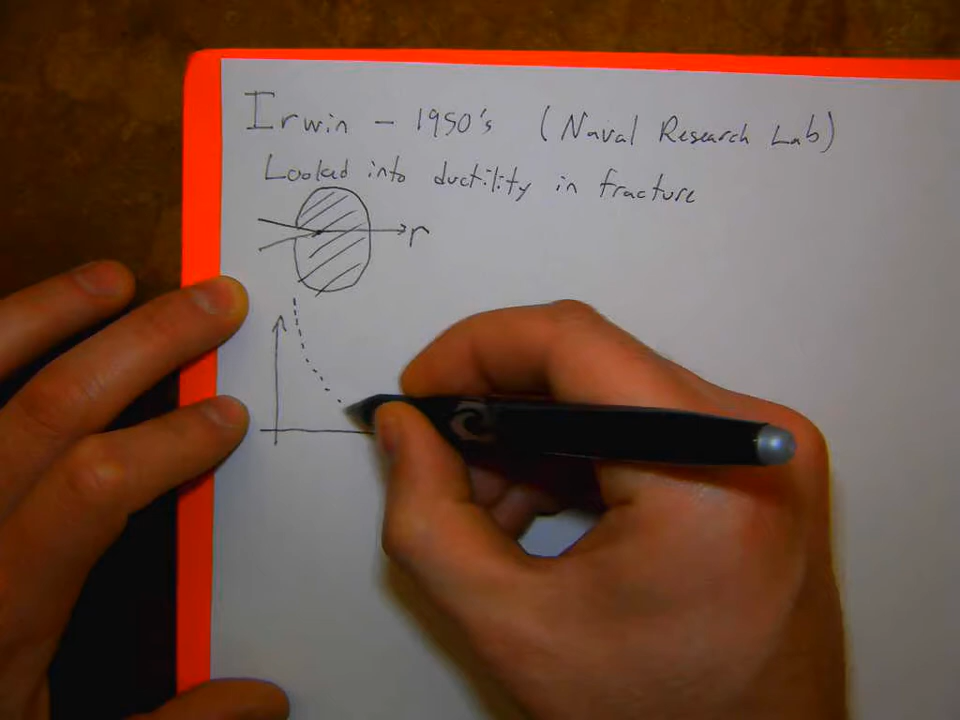 Irwin - 1950's (Naval Research Lab)
Looked into ductility in fracture
r